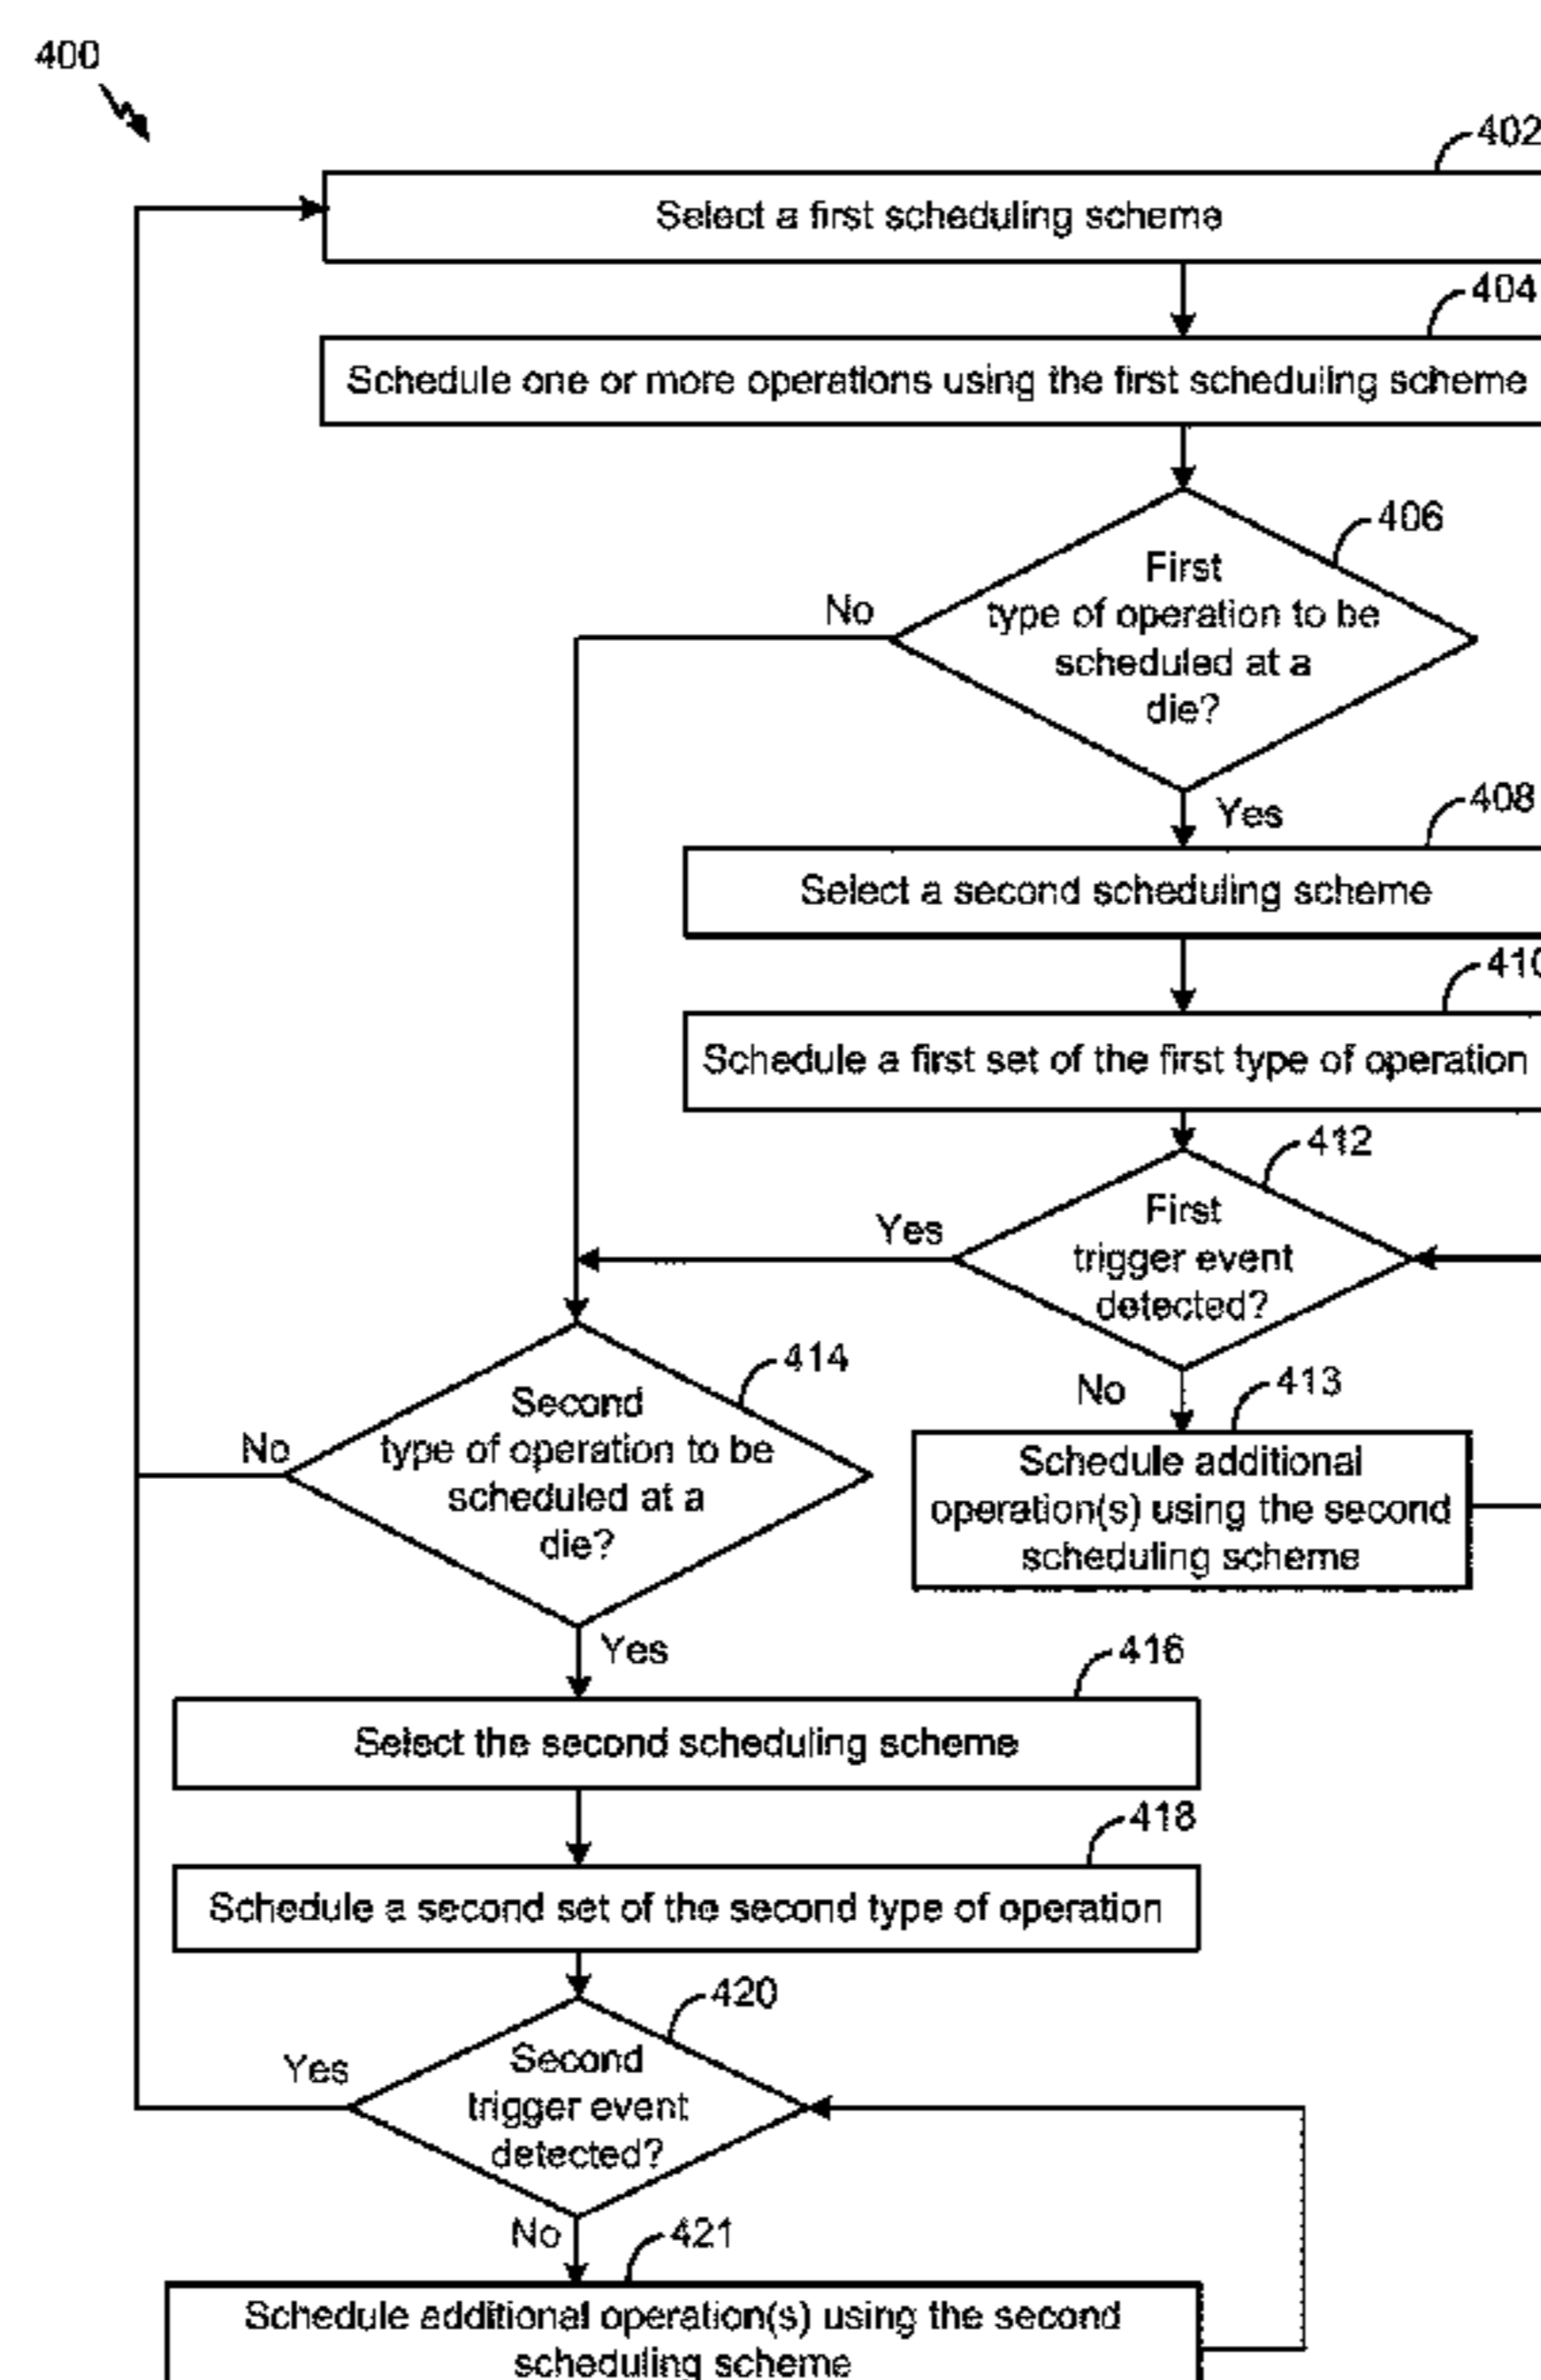 400
402
Select a first scheduling scheme
404
Schedule one or more operations using the first scheduling scheme
406
First
type of operation to be
scheduled at a
die?
No
Yes
408
Select a second scheduling scheme
410
Schedule a first set of the first type of operation
412
First
trigger event
detected?
Yes
No
413
Schedule additional
operation(s) using the second
scheduling scheme
414
Second
type of operation to be
scheduled at a
die?
No
Yes
416
Select the second scheduling scheme
418
Schedule a second set of the second type of operation
420
Second
trigger event
detected?
Yes
No
421
Schedule additional operation(s) using the second
scheduling scheme